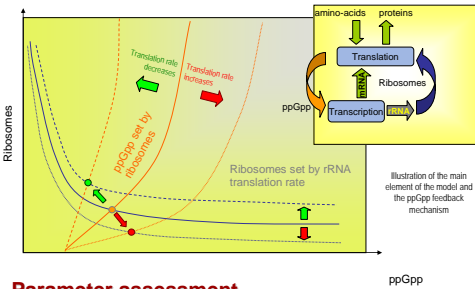 amino-acids proteins
Translation
mRNA
Ribosomes
ppGpp
Transcription
rRNA
Translation rate
decreases
Translation rate
increases
Ribosomes
ppGpp set by
ribosomes
Ribosomes set by rRNA
translation rate
Illustration of the main
element of the model and
the ppGpp feedback
mechanism
ppGpp
Parameter assessment